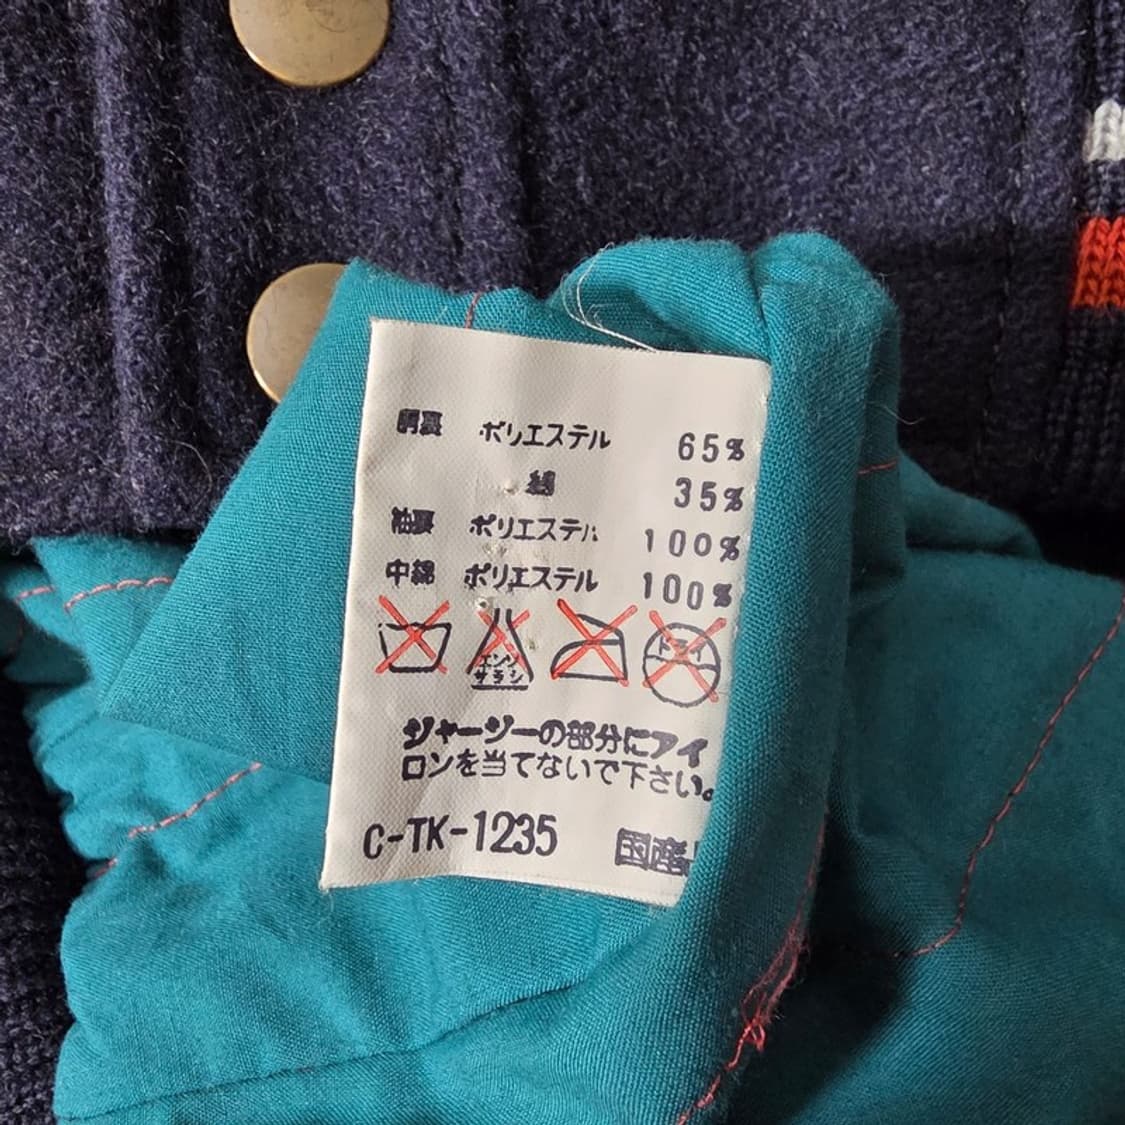 胴裏 ポリエステル 65%
綿 35%
袖裏 ポリエステル 100%
中綿 ポリエステル 100%
エンソサラシ ドライ
ジャージーの部分にアイ
ロンを当てないで下さい。
C-TK-1235 国産